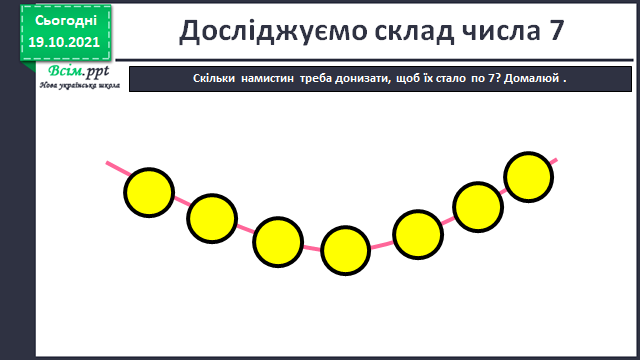 Сьогодні
19.10.2021
Всім.ppt
Нова українська школа
Досліджуємо склад числа 7
Скільки намистин треба донизати, щоб їх стало по 7? Домалюй .